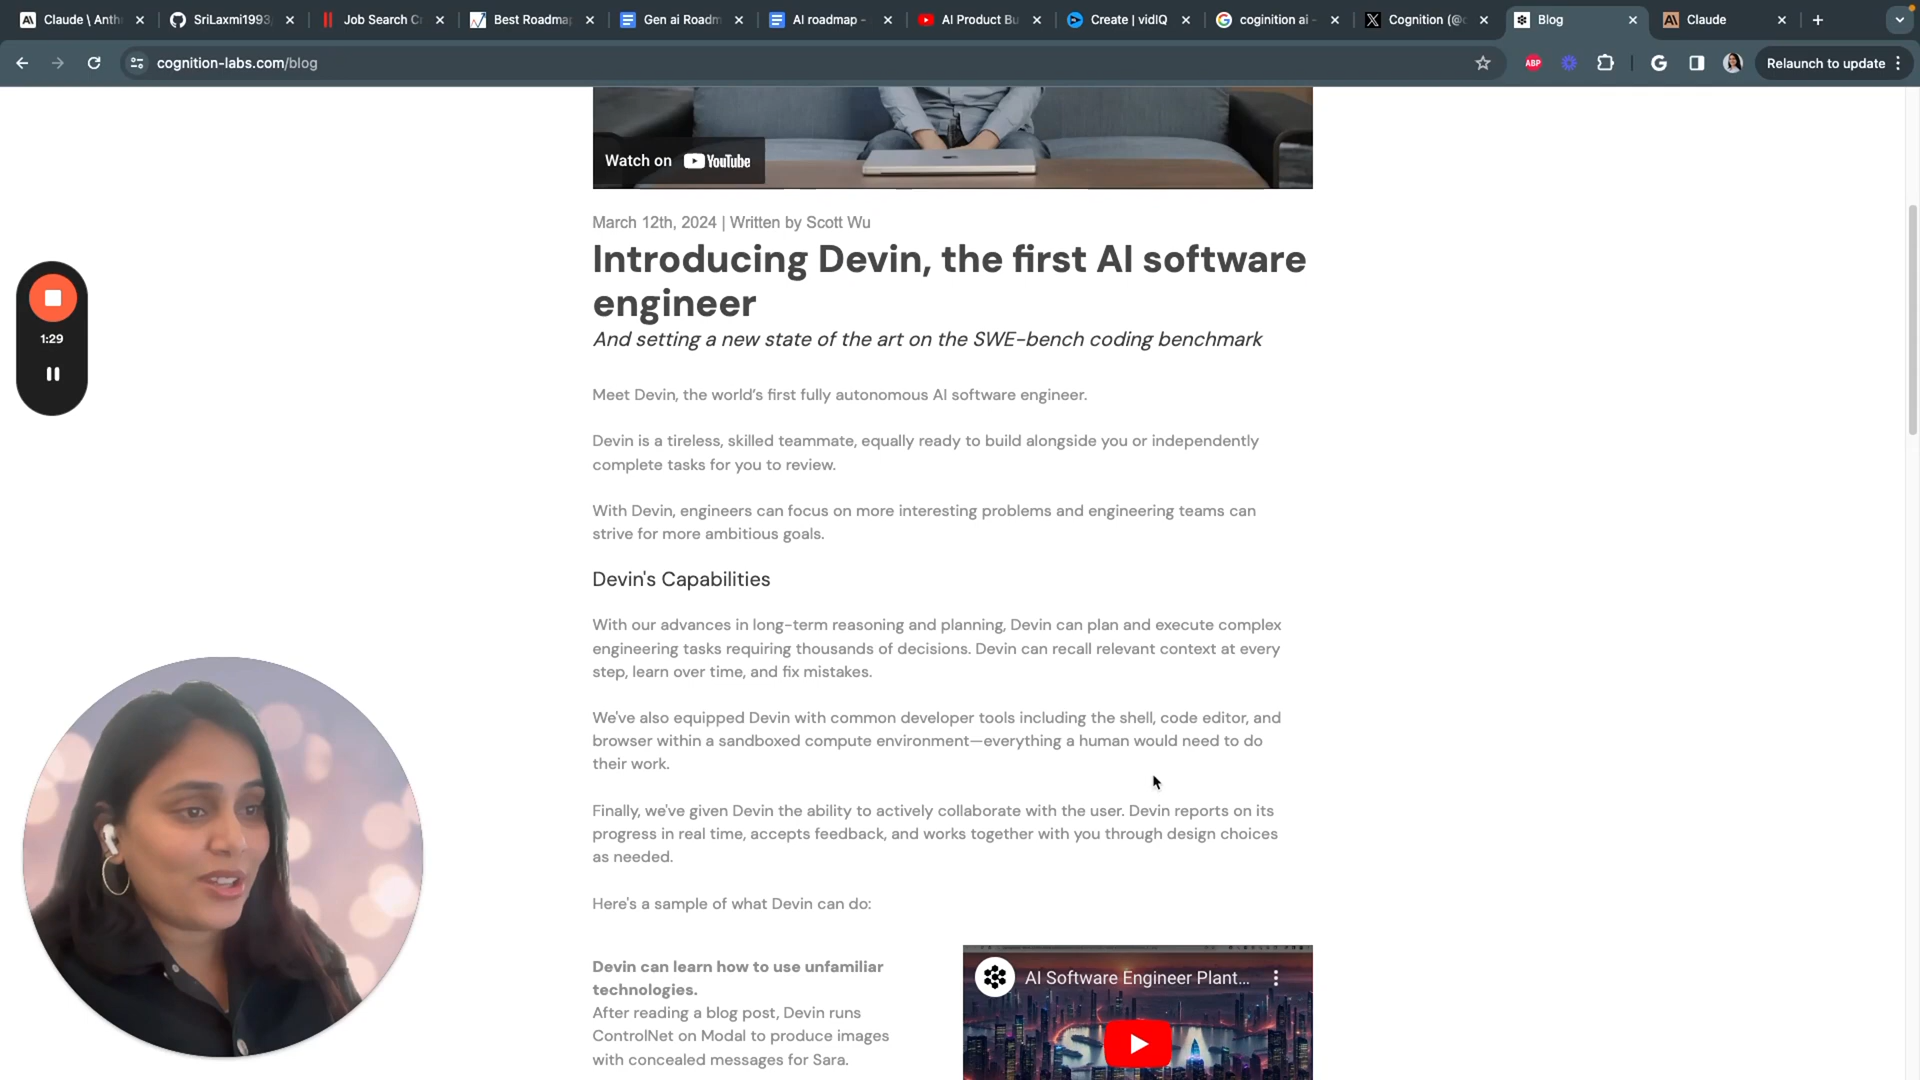 Claude \ Anth
SriLaxmi1993
Job Search C
Best Roadmap
Gen ai Roadm
AI roadmap -
AI Product Bu
Create | vidIQ
coginition ai -
Cognition (@c
Blog
Claude
cognition-labs.com/blog
ABP
Relaunch to update
Watch on YouTube
March 12th, 2024 | Written by Scott Wu
Introducing Devin, the first AI software
engineer
And setting a new state of the art on the SWE-bench coding benchmark
1:29
Meet Devin, the world's first fully autonomous AI software engineer.
Devin is a tireless, skilled teammate, equally ready to build alongside you or independently
complete tasks for you to review.
With Devin, engineers can focus on more interesting problems and engineering teams can
strive for more ambitious goals.
Devin's Capabilities
With our advances in long-term reasoning and planning, Devin can plan and execute complex
engineering tasks requiring thousands of decisions. Devin can recall relevant context at every
step, learn over time, and fix mistakes.
We've also equipped Devin with common developer tools including the shell, code editor, and
browser within a sandboxed compute environment—everything a human would need to do
their work.
Finally, we've given Devin the ability to actively collaborate with the user. Devin reports on its
progress in real time, accepts feedback, and works together with you through design choices
as needed.
Here's a sample of what Devin can do:
Devin can learn how to use unfamiliar
technologies.
After reading a blog post, Devin runs
ControlNet on Modal to produce images
with concealed messages for Sara.
AI Software Engineer Plant...